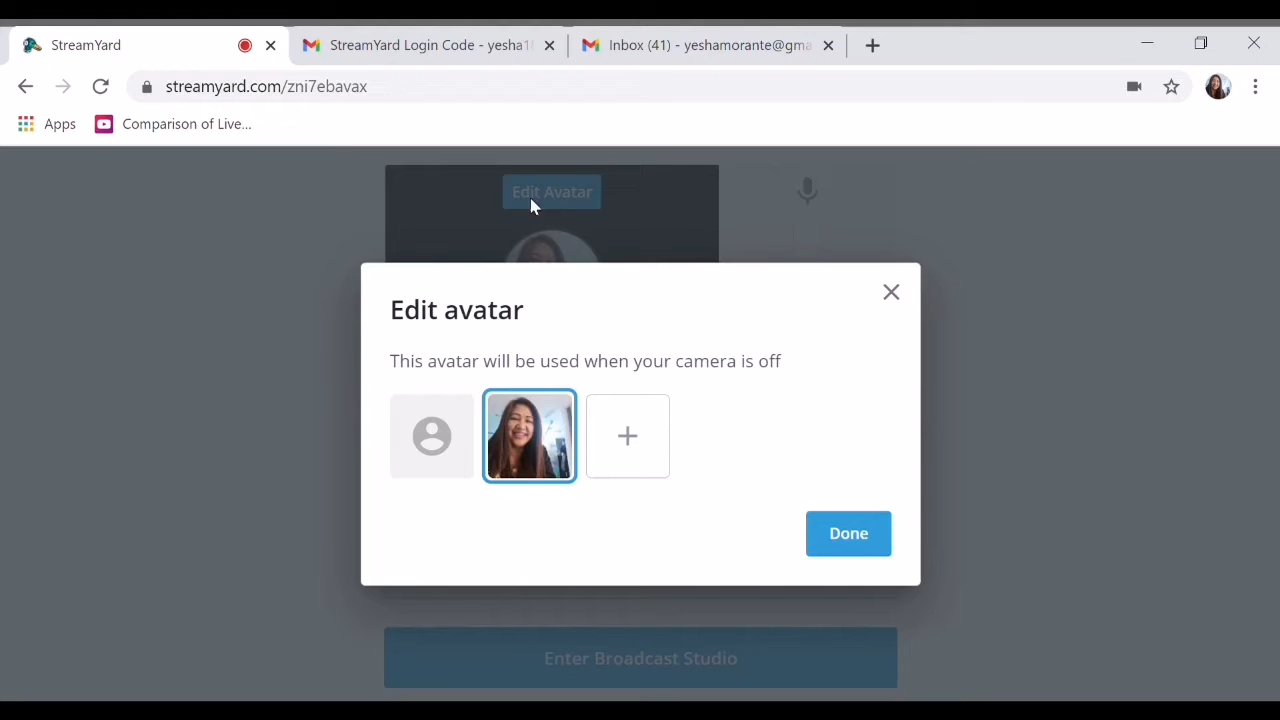 StreamYard
StreamYard Login Code - yesha1
Inbox (41) - yeshamorante@gma
streamyard.com/zni7ebavax
Apps
Comparison of Live...
Edit Avatar
Edit avatar
This avatar will be used when your camera is off
Done
Enter Broadcast Studio